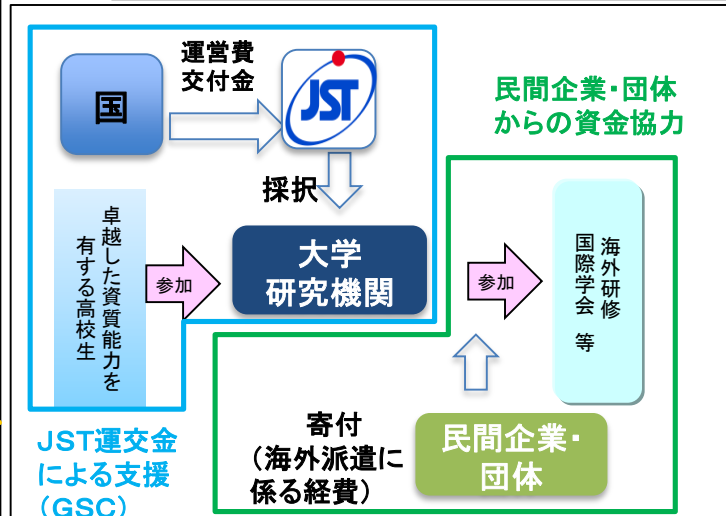 国
運営費
交付金
JST
採択
卓越した資質能力を
有する高校生
参加
大学
研究機関
JST運交金
による支援
（GSC）
民間企業・団体
からの資金協力
参加
海外研修
国際学会 等
寄付
（海外派遣に
係る経費）
民間企業・
団体